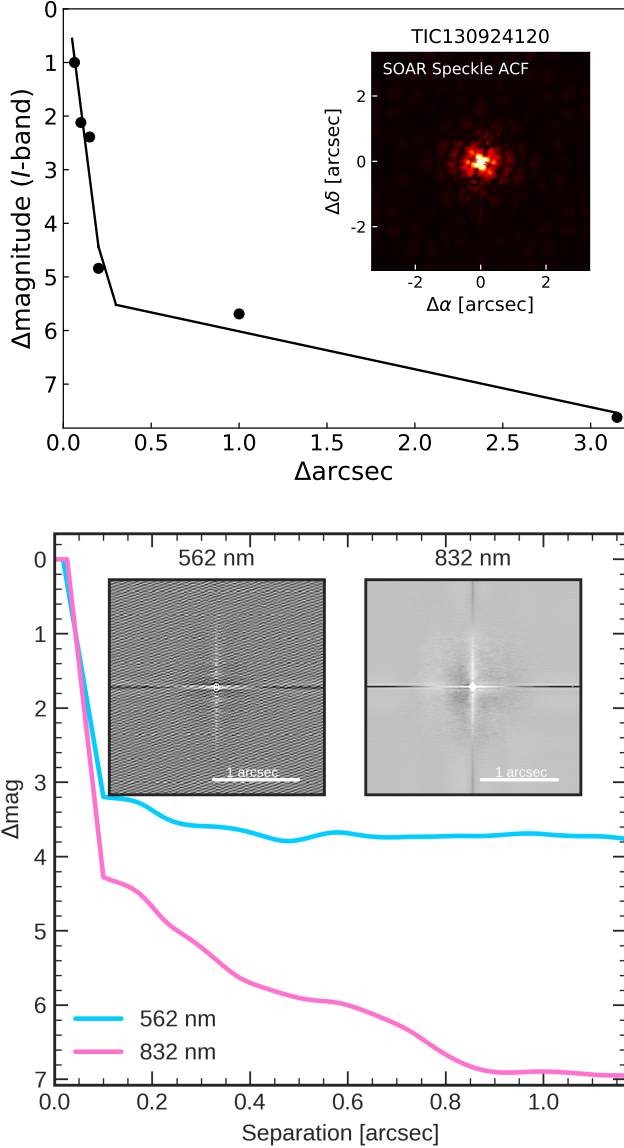 0
1
2
3
4
5
6
7
Δmagnitude (I-band)
0.0 0.5 1.0 1.5 2.0 2.5 3.0
Δarcsec
TIC130924120
SOAR Speckle ACF
2
0
-2
Δδ [arcsec]
-2 0 2
Δα [arcsec]
562 nm 832 nm
1 arcsec 1 arcsec
0
1
2
3
4
5
6
7
Δmag
562 nm
832 nm
0.0 0.2 0.4 0.6 0.8 1.0
Separation [arcsec]